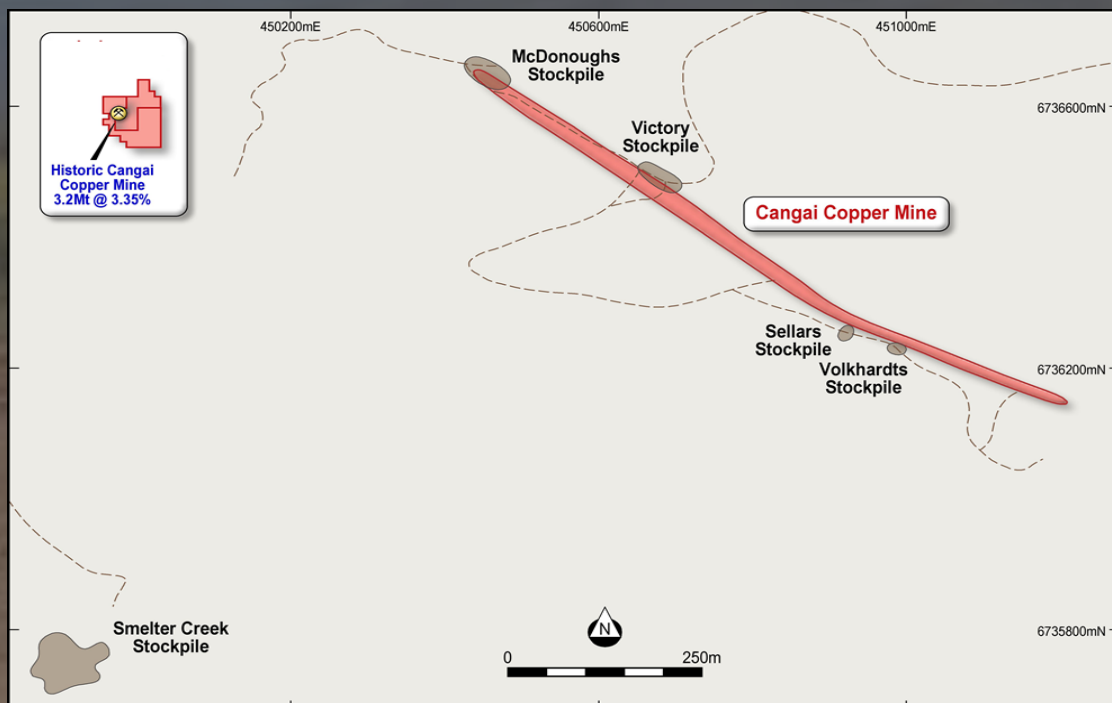 450200mE
450600mE
451000mE
McDonoughs
Stockpile
6736600mN
Victory
Stockpile
Historic Cangai
Copper Mine
3.2Mt @ 3.35%
Cangai Copper Mine
Sellars
Stockpile
Volkhardts
Stockpile
6736200mN
Smelter Creek
Stockpile
N
6735800mN
0
250m